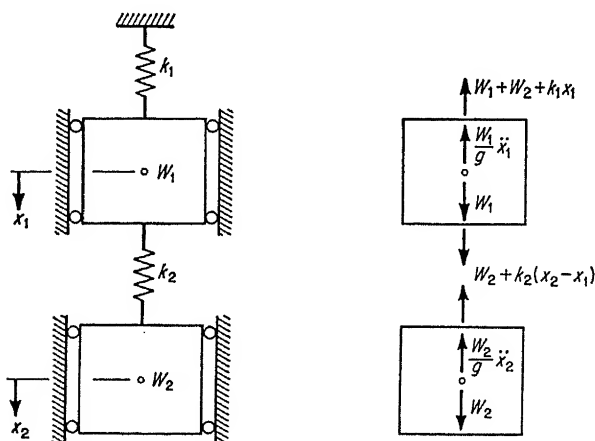 k₁
W₁
x₁
k₂
W₂
x₂
W₁ + W₂ + k₁x₁
W₁/g ẍ₁
W₁
W₂ + k₂(x₂ − x₁)
W₂/g ẍ₂
W₂